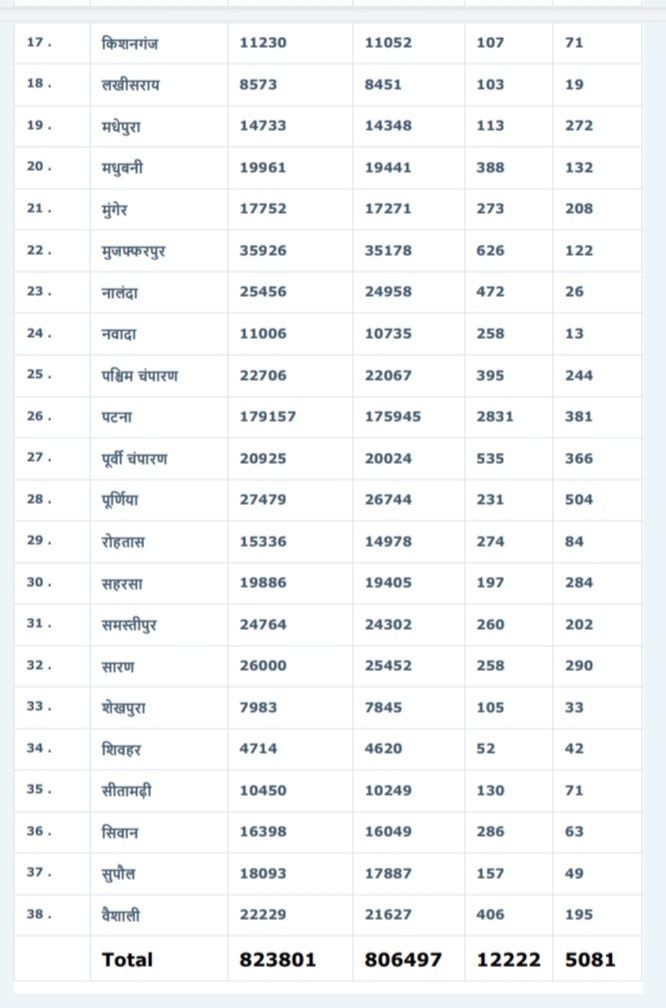 17. किशनगंज 11230 11052 107 71
18. लखीसराय 8573 8451 103 19
19. मधेपुरा 14733 14348 113 272
20. मधुबनी 19961 19441 388 132
21. मुंगेर 17752 17271 273 208
22. मुजफ्फरपुर 35926 35178 626 122
23. नालंदा 25456 24958 472 26
24. नवादा 11006 10735 258 13
25. पश्चिम चंपारण 22706 22067 395 244
26. पटना 179157 175945 2831 381
27. पूर्वी चंपारण 20925 20024 535 366
28. पूर्णिया 27479 26744 231 504
29. रोहतास 15336 14978 274 84
30. सहरसा 19886 19405 197 284
31. समस्तीपुर 24764 24302 260 202
32. सारण 26000 25452 258 290
33. शेखपुरा 7983 7845 105 33
34. शिवहर 4714 4620 52 42
35. सीतामढ़ी 10450 10249 130 71
36. सिवान 16398 16049 286 63
37. सुपौल 18093 17887 157 49
38. वैशाली 22229 21627 406 195
Total 823801 806497 12222 5081